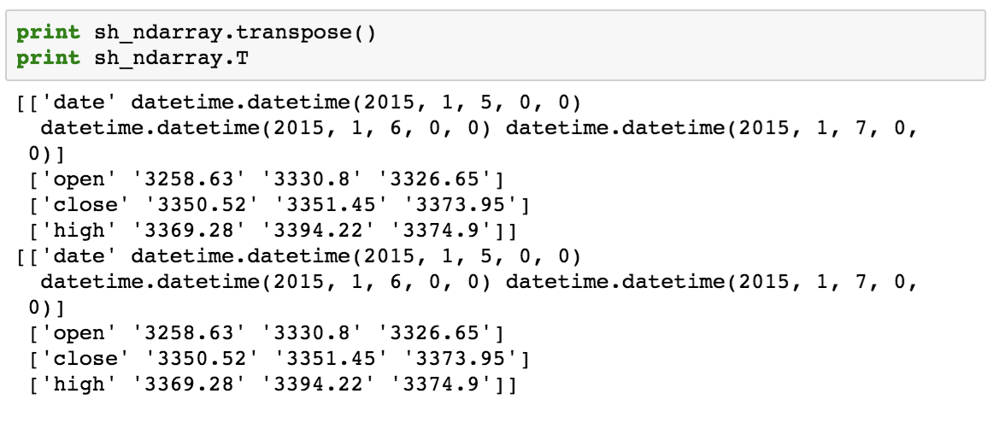 print sh_ndarray.transpose()
print sh_ndarray.T
[['date' datetime.datetime(2015, 1, 5, 0, 0)
datetime.datetime(2015, 1, 6, 0, 0) datetime.datetime(2015, 1, 7, 0,
0)]
['open' '3258.63' '3330.8' '3326.65']
['close' '3350.52' '3351.45' '3373.95']
['high' '3369.28' '3394.22' '3374.9']]
[['date' datetime.datetime(2015, 1, 5, 0, 0)
datetime.datetime(2015, 1, 6, 0, 0) datetime.datetime(2015, 1, 7, 0,
0)]
['open' '3258.63' '3330.8' '3326.65']
['close' '3350.52' '3351.45' '3373.95']
['high' '3369.28' '3394.22' '3374.9']]